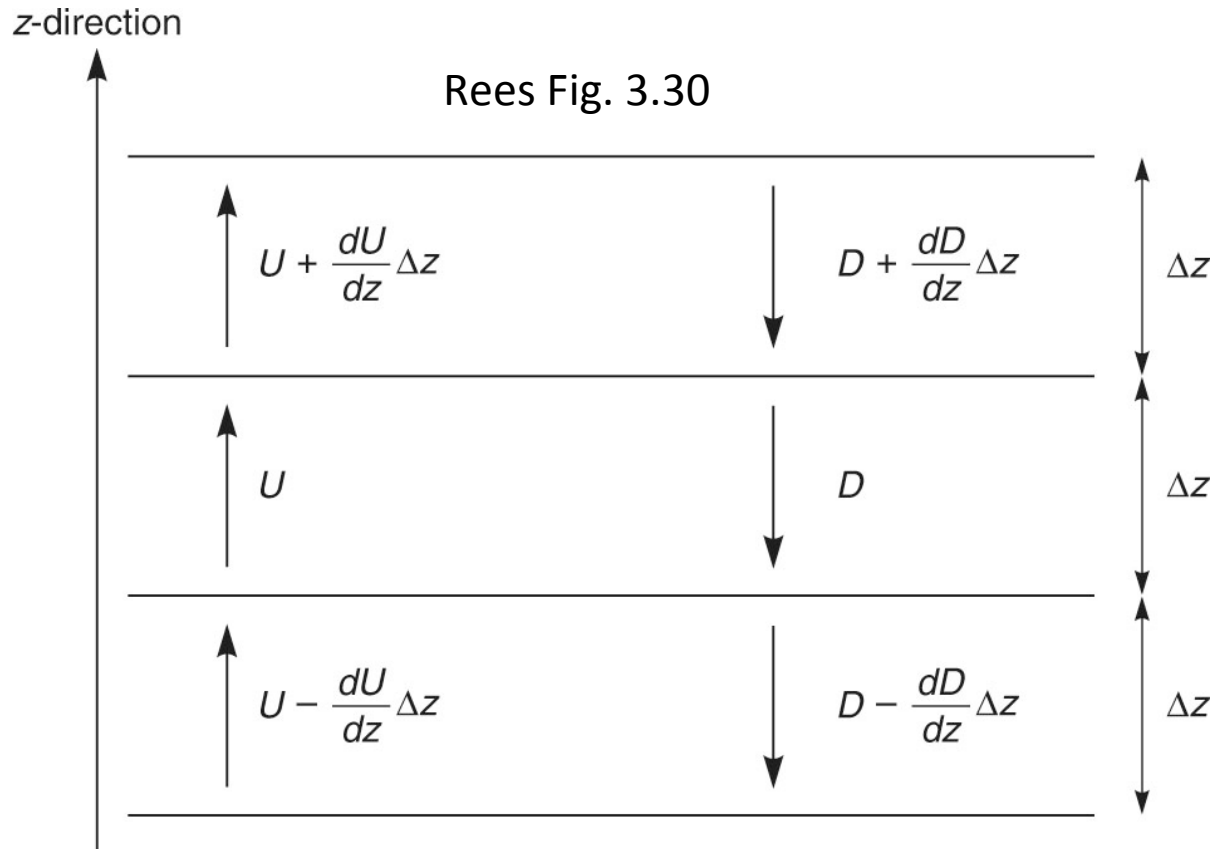 z-direction
Rees Fig. 3.30
U + dU/dz Δz
D + dD/dz Δz
Δz
U
D
Δz
U − dU/dz Δz
D − dD/dz Δz
Δz